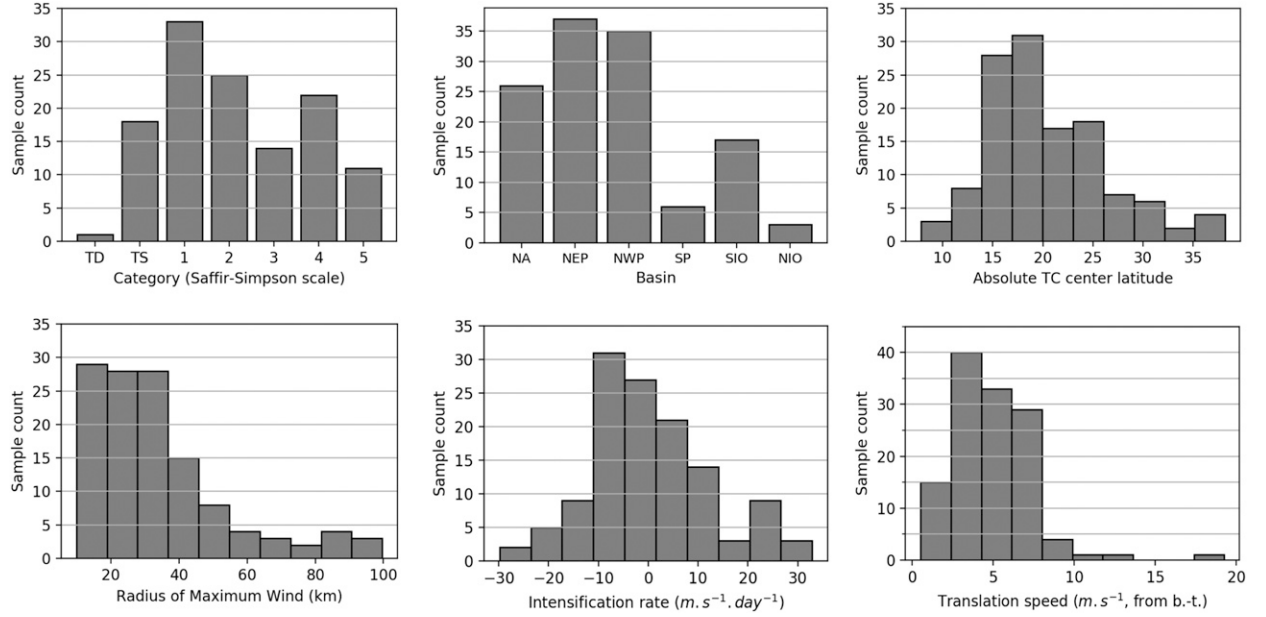 35
30
25
20
15
10
5
0
Sample count
TD TS 1 2 3 4 5
Category (Saffir-Simpson scale)
35
30
25
20
15
10
5
0
Sample count
NA NEP NWP SP SIO NIO
Basin
35
30
25
20
15
10
5
0
Sample count
10 15 20 25 30 35
Absolute TC center latitude
35
30
25
20
15
10
5
0
Sample count
20 40 60 80 100
Radius of Maximum Wind (km)
35
30
25
20
15
10
5
0
Sample count
−30 −20 −10 0 10 20 30
Intensification rate (m.s⁻¹.day⁻¹)
40
30
20
10
0
Sample count
0 5 10 15 20
Translation speed (m.s⁻¹, from b.-t.)